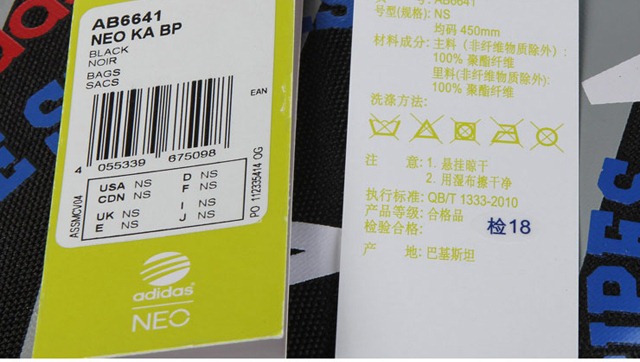 AB6641
NEO KA BP
BLACK
NOIR
BAGS
SACS
EAN
4 055339 675098
USA NS D NS
CDN NS F NS
UK NS I NS
E NS J NS
ASSMCV04
PO 112335414 OG
adidas
NEO
号: AB6641
号型(规格): NS
均码 450mm
材料成分: 主料（非纤维物质除外）:
100% 聚酯纤维
里料(非纤维物质除外):
100% 聚酯纤维
洗涤方法:
注 意: 1. 悬挂晾干
2. 用湿布擦干净
执行标准: QB/T 1333-2010
产品等级: 合格品
检验合格: 检18
产 地: 巴基斯坦